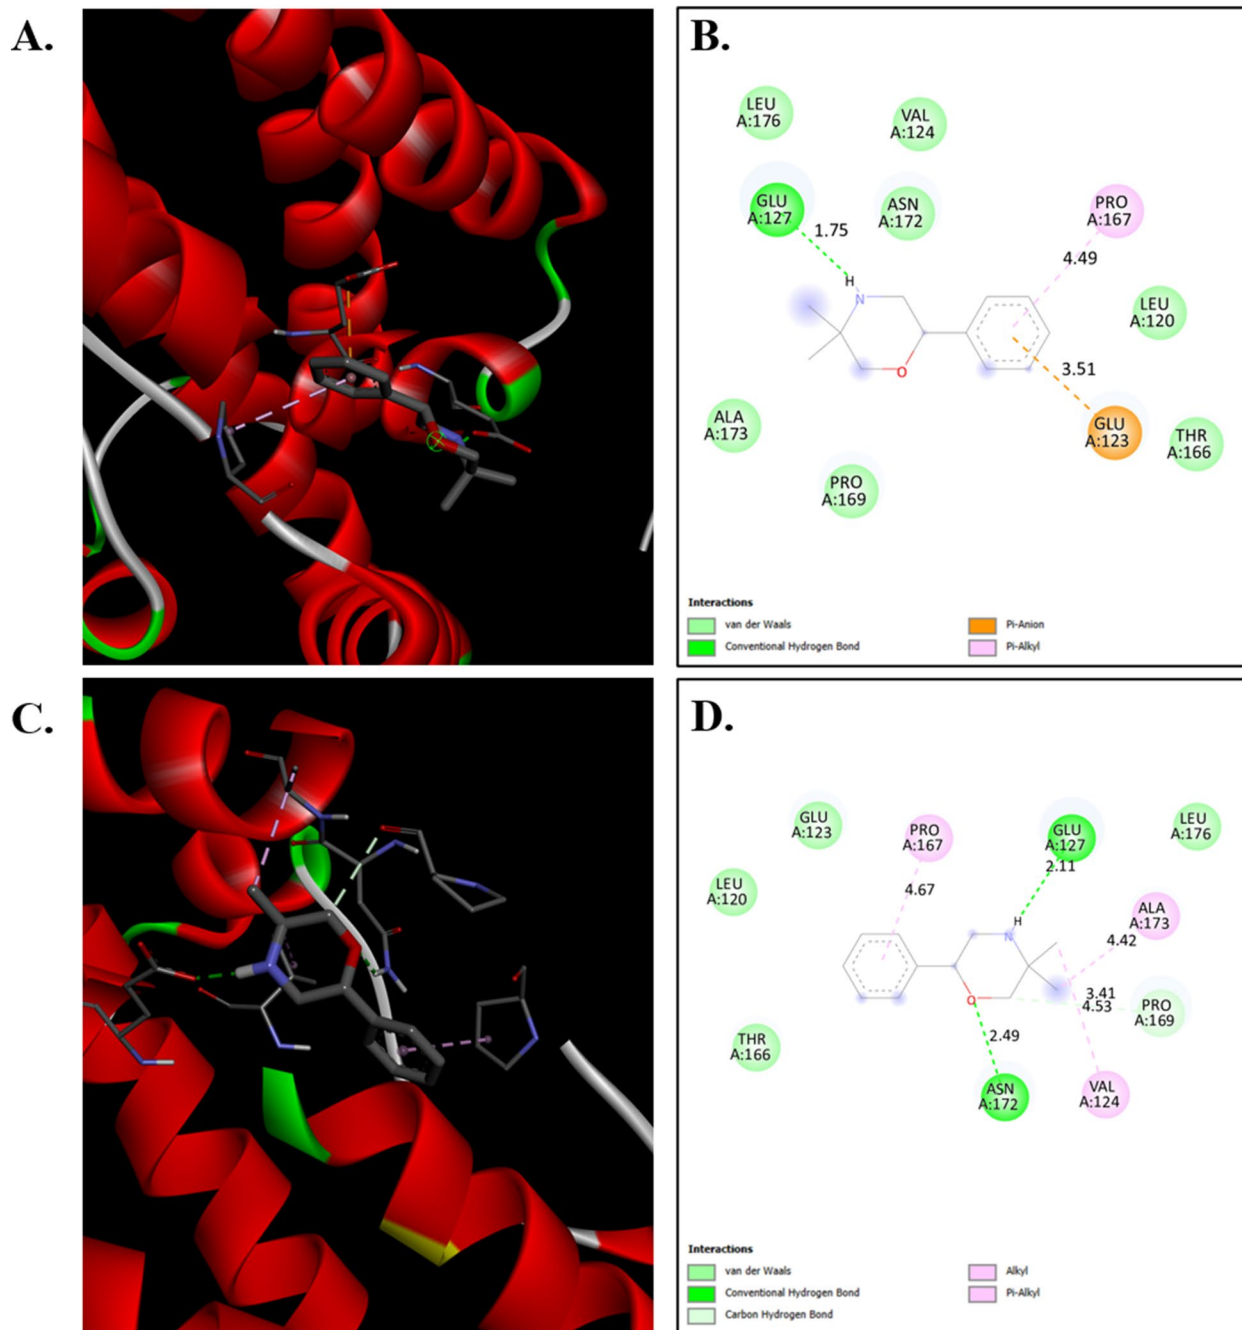 A.
B.
LEU
A:176
VAL
A:124
GLU
A:127
ASN
A:172
PRO
A:167
1.75
4.49
H
N
LEU
A:120
O
3.51
ALA
A:173
GLU
A:123
THR
A:166
PRO
A:169
Interactions
van der Waals
Pi-Anion
Conventional Hydrogen Bond
Pi-Alkyl
C.
D.
GLU
A:123
PRO
A:167
GLU
A:127
LEU
A:176
2.11
4.67
LEU
A:120
ALA
A:173
H
N
4.42
3.41
4.53
PRO
A:169
O
2.49
THR
A:166
ASN
A:172
VAL
A:124
Interactions
van der Waals
Alkyl
Conventional Hydrogen Bond
Pi-Alkyl
Carbon Hydrogen Bond